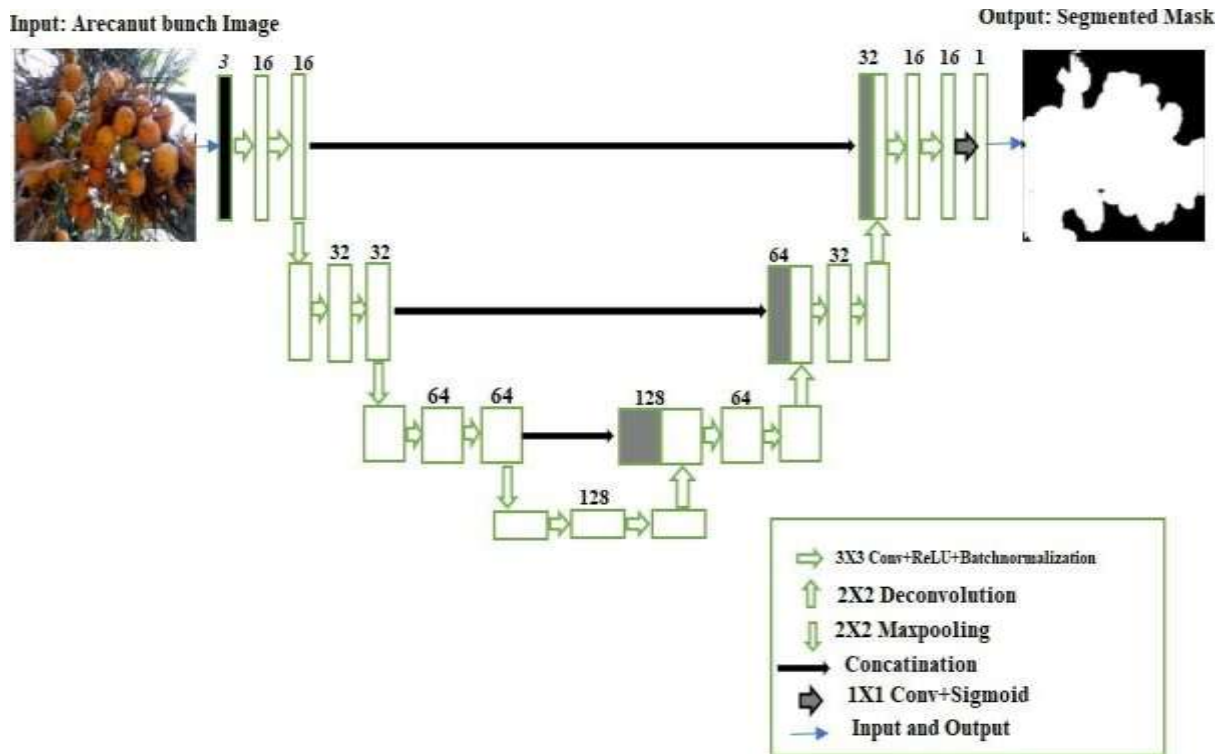 Input: Arecanut bunch Image
Output: Segmented Mask
3 16 16
32 16 16 1
32 32
64 32
64 64
128 64
128
3X3 Conv+ReLU+Batchnormalization
2X2 Deconvolution
2X2 Maxpooling
Concatination
1X1 Conv+Sigmoid
Input and Output